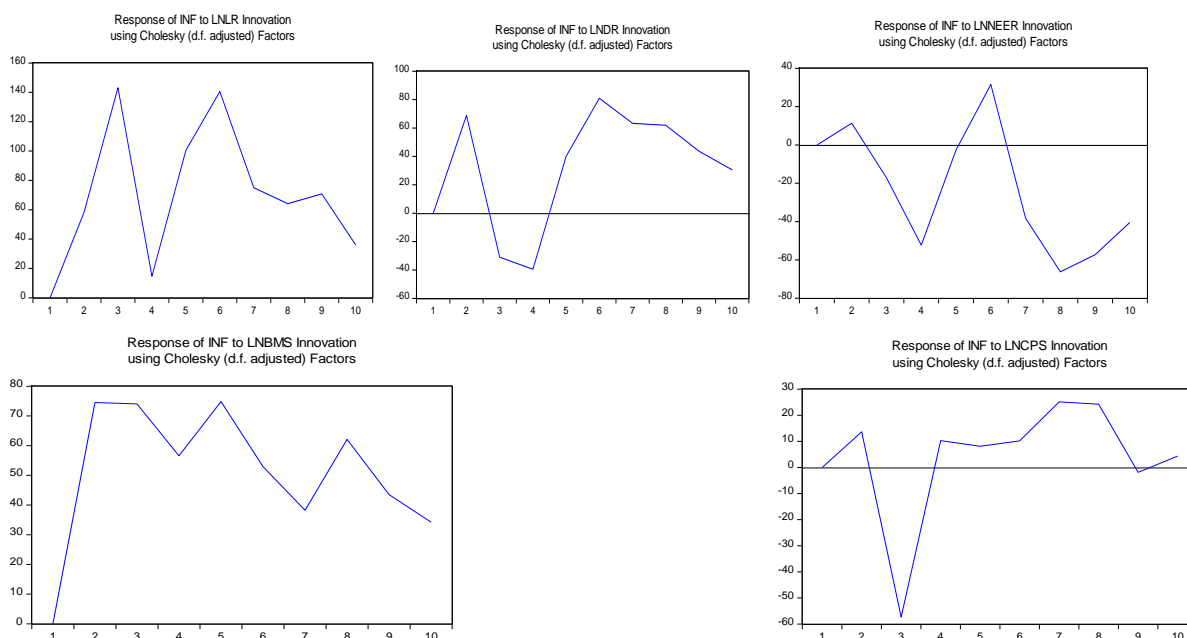 Response of INF to LNLR Innovation
using Cholesky (d.f. adjusted) Factors
160
140
120
100
80
60
40
20
0
1 2 3 4 5 6 7 8 9 10
Response of INF to LNDR Innovation
using Cholesky (d.f. adjusted) Factors
100
80
60
40
20
0
-20
-40
-60
1 2 3 4 5 6 7 8 9 10
Response of INF to LNNEER Innovation
using Cholesky (d.f. adjusted) Factors
40
20
0
-20
-40
-60
-80
1 2 3 4 5 6 7 8 9 10
Response of INF to LNBMS Innovation
using Cholesky (d.f. adjusted) Factors
80
70
60
50
40
30
20
10
0
1 2 3 4 5 6 7 8 9 10
Response of INF to LNCPS Innovation
using Cholesky (d.f. adjusted) Factors
30
20
10
0
-10
-20
-30
-40
-50
-60
1 2 3 4 5 6 7 8 9 10